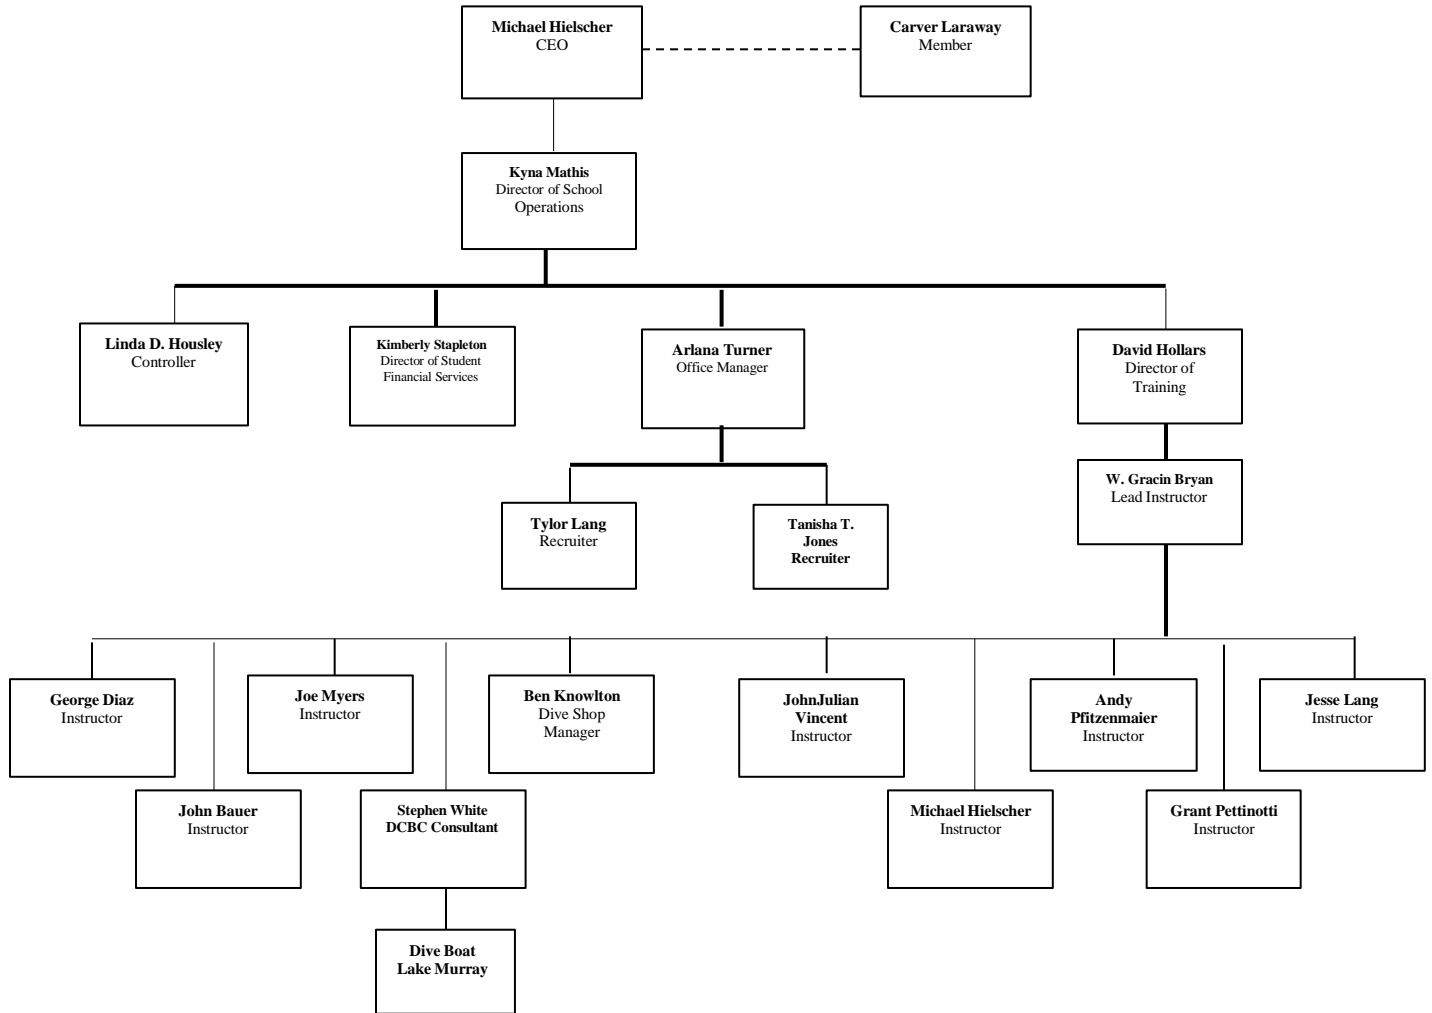 Michael Hielscher
CEO
Carver Laraway
Member
Kyna Mathis
Director of School
Operations
Linda D. Housley
Controller
Kimberly Stapleton
Director of Student
Financial Services
Arlana Turner
Office Manager
David Hollars
Director of
Training
W. Gracin Bryan
Lead Instructor
Tylor Lang
Recruiter
Tanisha T.
Jones
Recruiter
George Diaz
Instructor
Joe Myers
Instructor
Ben Knowlton
Dive Shop
Manager
JohnJulian
Vincent
Instructor
Andy
Pfitzenmaier
Instructor
Jesse Lang
Instructor
John Bauer
Instructor
Stephen White
DCBC Consultant
Michael Hielscher
Instructor
Grant Pettinotti
Instructor
Dive Boat
Lake Murray